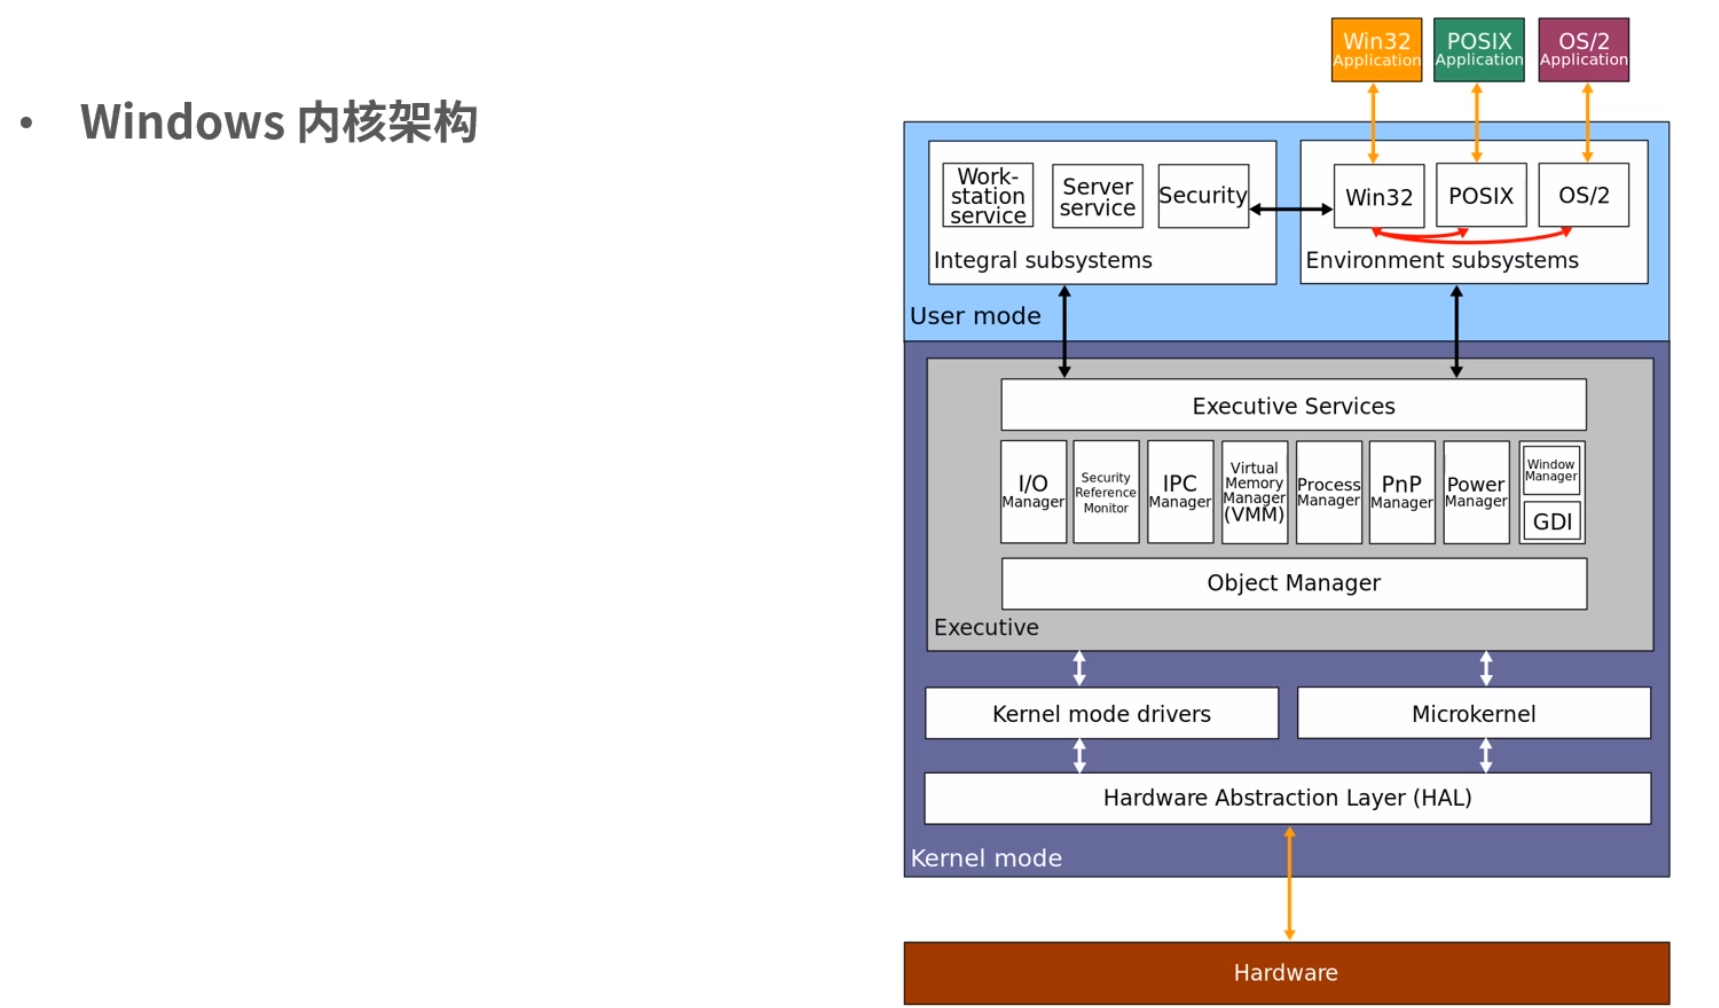 • Windows 内核架构
Win32
Application
POSIX
Application
OS/2
Application
Work-
station
service
Server
service
Security
Integral subsystems
Win32
POSIX
OS/2
Environment subsystems
User mode
Executive Services
I/O
Manager
Security
Reference
Monitor
IPC
Manager
Virtual
Memory
Manager
(VMM)
Process
Manager
PnP
Manager
Power
Manager
Window
Manager
GDI
Object Manager
Executive
Kernel mode drivers
Microkernel
Hardware Abstraction Layer (HAL)
Kernel mode
Hardware